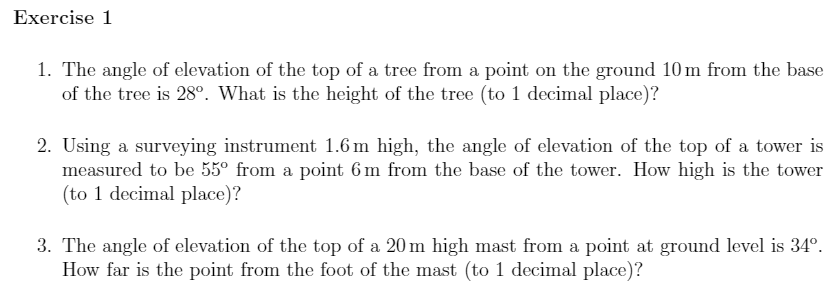 Exercise 1
1. The angle of elevation of the top of a tree from a point on the ground 10 m from the base
of the tree is 28°. What is the height of the tree (to 1 decimal place)?
2. Using a surveying instrument 1.6 m high, the angle of elevation of the top of a tower is
measured to be 55° from a point 6 m from the base of the tower. How high is the tower
(to 1 decimal place)?
3. The angle of elevation of the top of a 20 m high mast from a point at ground level is 34°.
How far is the point from the foot of the mast (to 1 decimal place)?